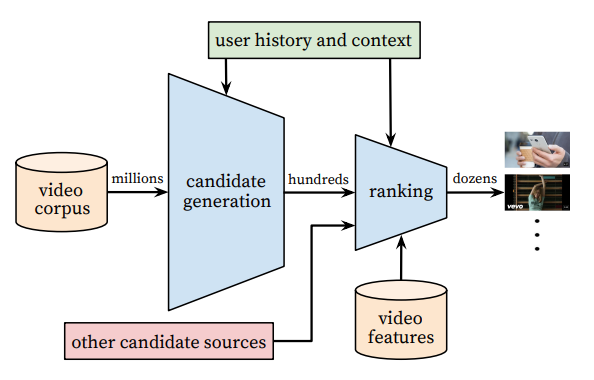 user history and context
video
corpus
millions
candidate
generation
hundreds
ranking
dozens
vevo
other candidate sources
video
features